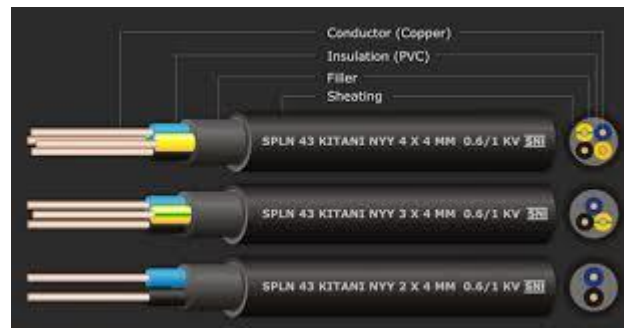 Conductor (Copper)
Insulation (PVC)
Filler
Sheating
SPLN 43 KITANI NYY 4 X 4 MM 0.6/1 KV SNI
SPLN 43 KITANI NYY 3 X 4 MM 0.6/1 KV SNI
SPLN 43 KITANI NYY 2 X 4 MM 0.6/1 KV SNI